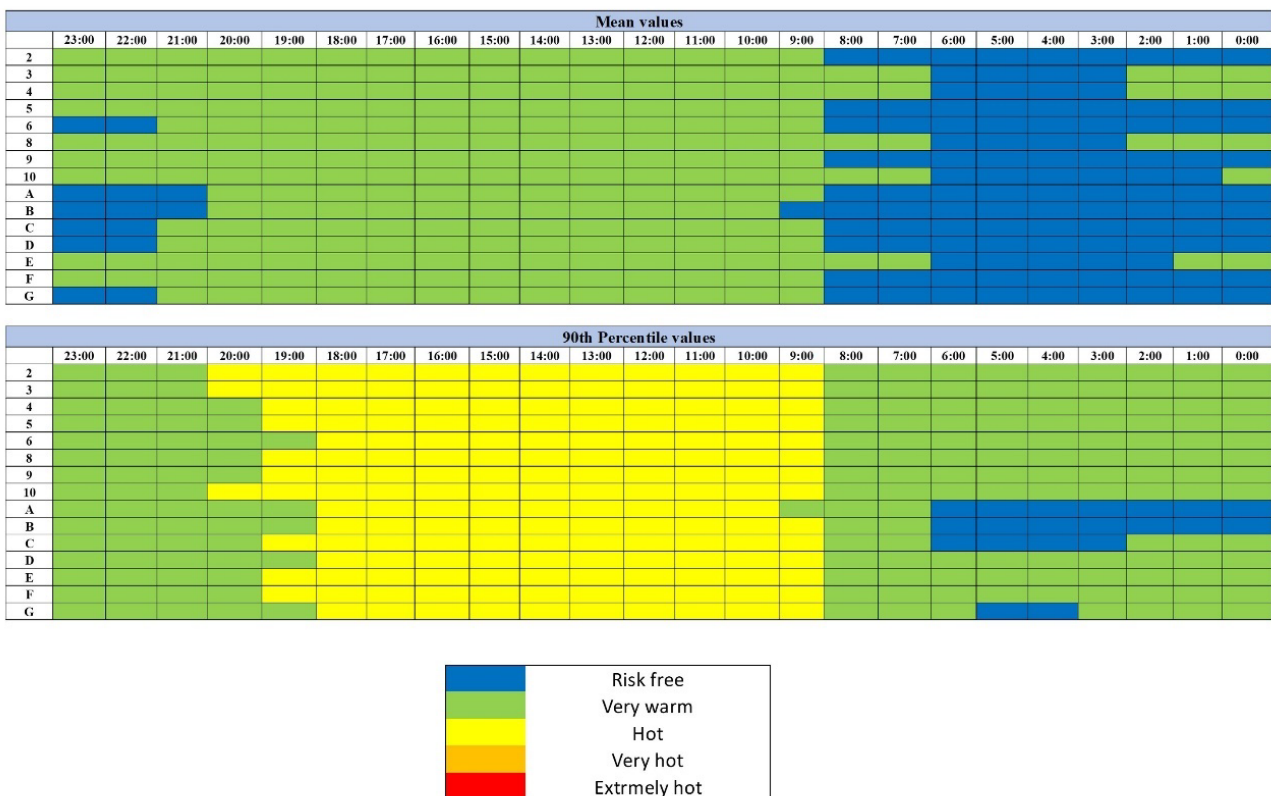 Mean values
23:00 22:00 21:00 20:00 19:00 18:00 17:00 16:00 15:00 14:00 13:00 12:00 11:00 10:00 9:00 8:00 7:00 6:00 5:00 4:00 3:00 2:00 1:00 0:00
2
3
4
5
6
8
9
10
A
B
C
D
E
F
G
90th Percentile values
23:00 22:00 21:00 20:00 19:00 18:00 17:00 16:00 15:00 14:00 13:00 12:00 11:00 10:00 9:00 8:00 7:00 6:00 5:00 4:00 3:00 2:00 1:00 0:00
2
3
4
5
6
8
9
10
A
B
C
D
E
F
G
Risk free
Very warm
Hot
Very hot
Extrmely hot